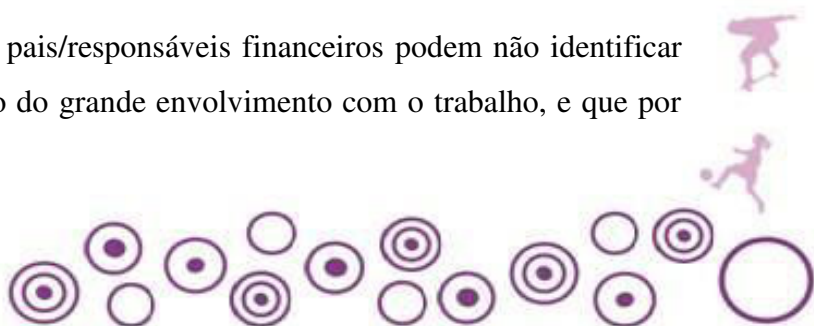 pais/responsáveis financeiros podem não identificar
o do grande envolvimento com o trabalho, e que por